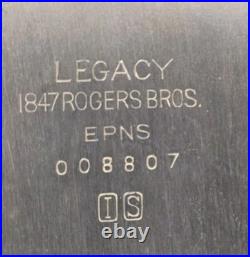 LEGACY
1847 ROGERS BROS.
EPNS
008807
IS